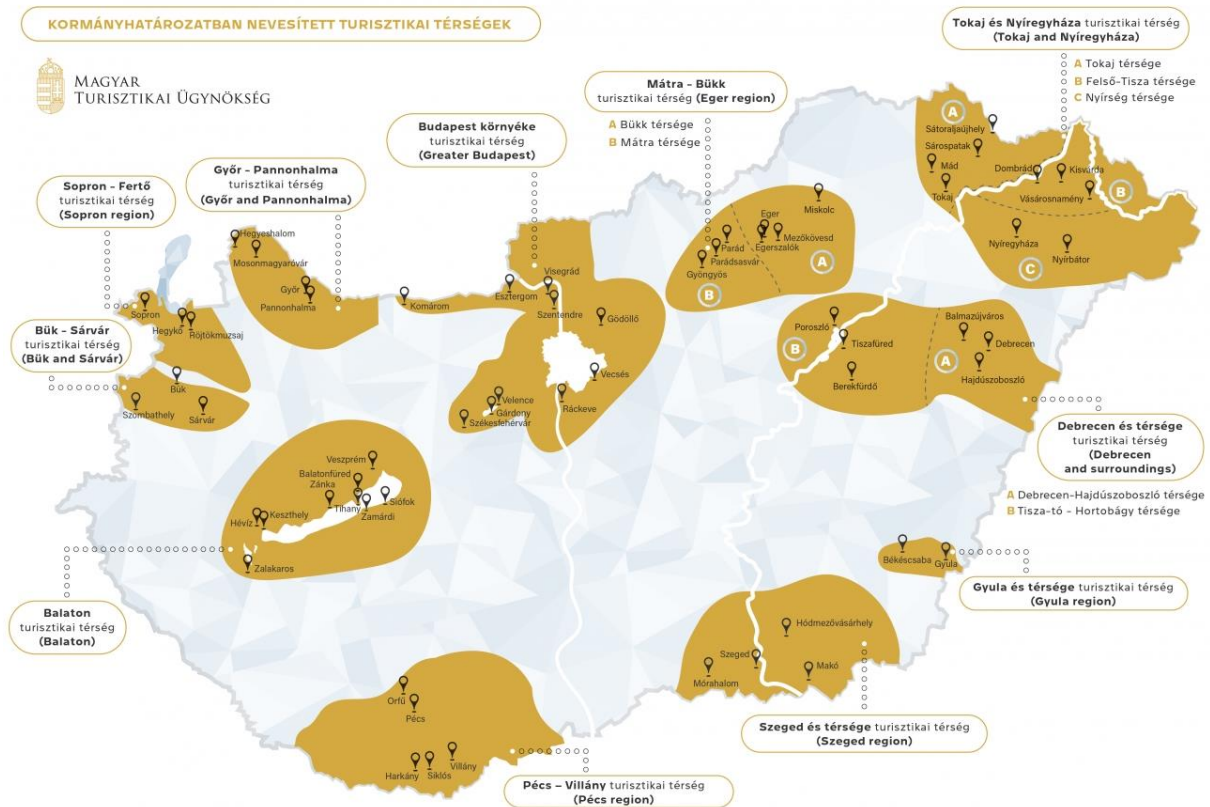 KORMÁNYHATÁROZATBAN NEVESÍTETT TURISZTIKAI TÉRSÉGEK
MAGYAR
TURISZTIKAI ÜGYNÖKSÉG
Sopron – Fertő
turisztikai térség
(Sopron region)
Győr – Pannonhalma
turisztikai térség
(Győr and Pannonhalma)
Budapest környéke
turisztikai térség
(Greater Budapest)
Mátra – Bükk
turisztikai térség (Eger region)
A Bükk térsége
B Mátra térsége
Tokaj és Nyíregyháza turisztikai térség
(Tokaj and Nyíregyháza)
A Tokaj térsége
B Felső-Tisza térsége
C Nyírség térsége
Bük – Sárvár
turisztikai térség
(Bük and Sárvár)
Balaton
turisztikai térség
(Balaton)
Pécs – Villány turisztikai térség
(Pécs region)
Szeged és térsége turisztikai térség
(Szeged region)
Gyula és térsége turisztikai térség
(Gyula region)
Debrecen és térsége
turisztikai térség
(Debrecen
and surroundings)
A Debrecen-Hajdúszoboszló térsége
B Tisza-tó – Hortobágy térsége
Hegyeshalom
Mosonmagyaróvár
Győr
Pannonhalma
Sopron
Hegykő
Röjtökmuzsaj
Bük
Szombathely
Sárvár
Komárom
Esztergom
Visegrád
Szentendre
Gödöllő
Vecsés
Ráckeve
Velence
Gárdony
Székesfehérvár
Veszprém
Balatonfüred
Zánka
Tihany
Siófok
Zamárdi
Hévíz
Keszthely
Zalakaros
Orfű
Pécs
Harkány
Siklós
Villány
Miskolc
Eger
Mezőkövesd
Egerszalók
Parád
Parádsasvár
Gyöngyös
A
B
A
Sátoraljaújhely
Sárospatak
Mád
Tokaj
Dombrád
Kisvárda
Vásárosnamény
B
Nyíregyháza
Nyírbátor
C
Poroszló
Tiszafüred
Berekfürdő
B
Balmazújváros
Debrecen
Hajdúszoboszló
A
Békéscsaba
Gyula
Hódmezővásárhely
Szeged
Mórahalom
Makó